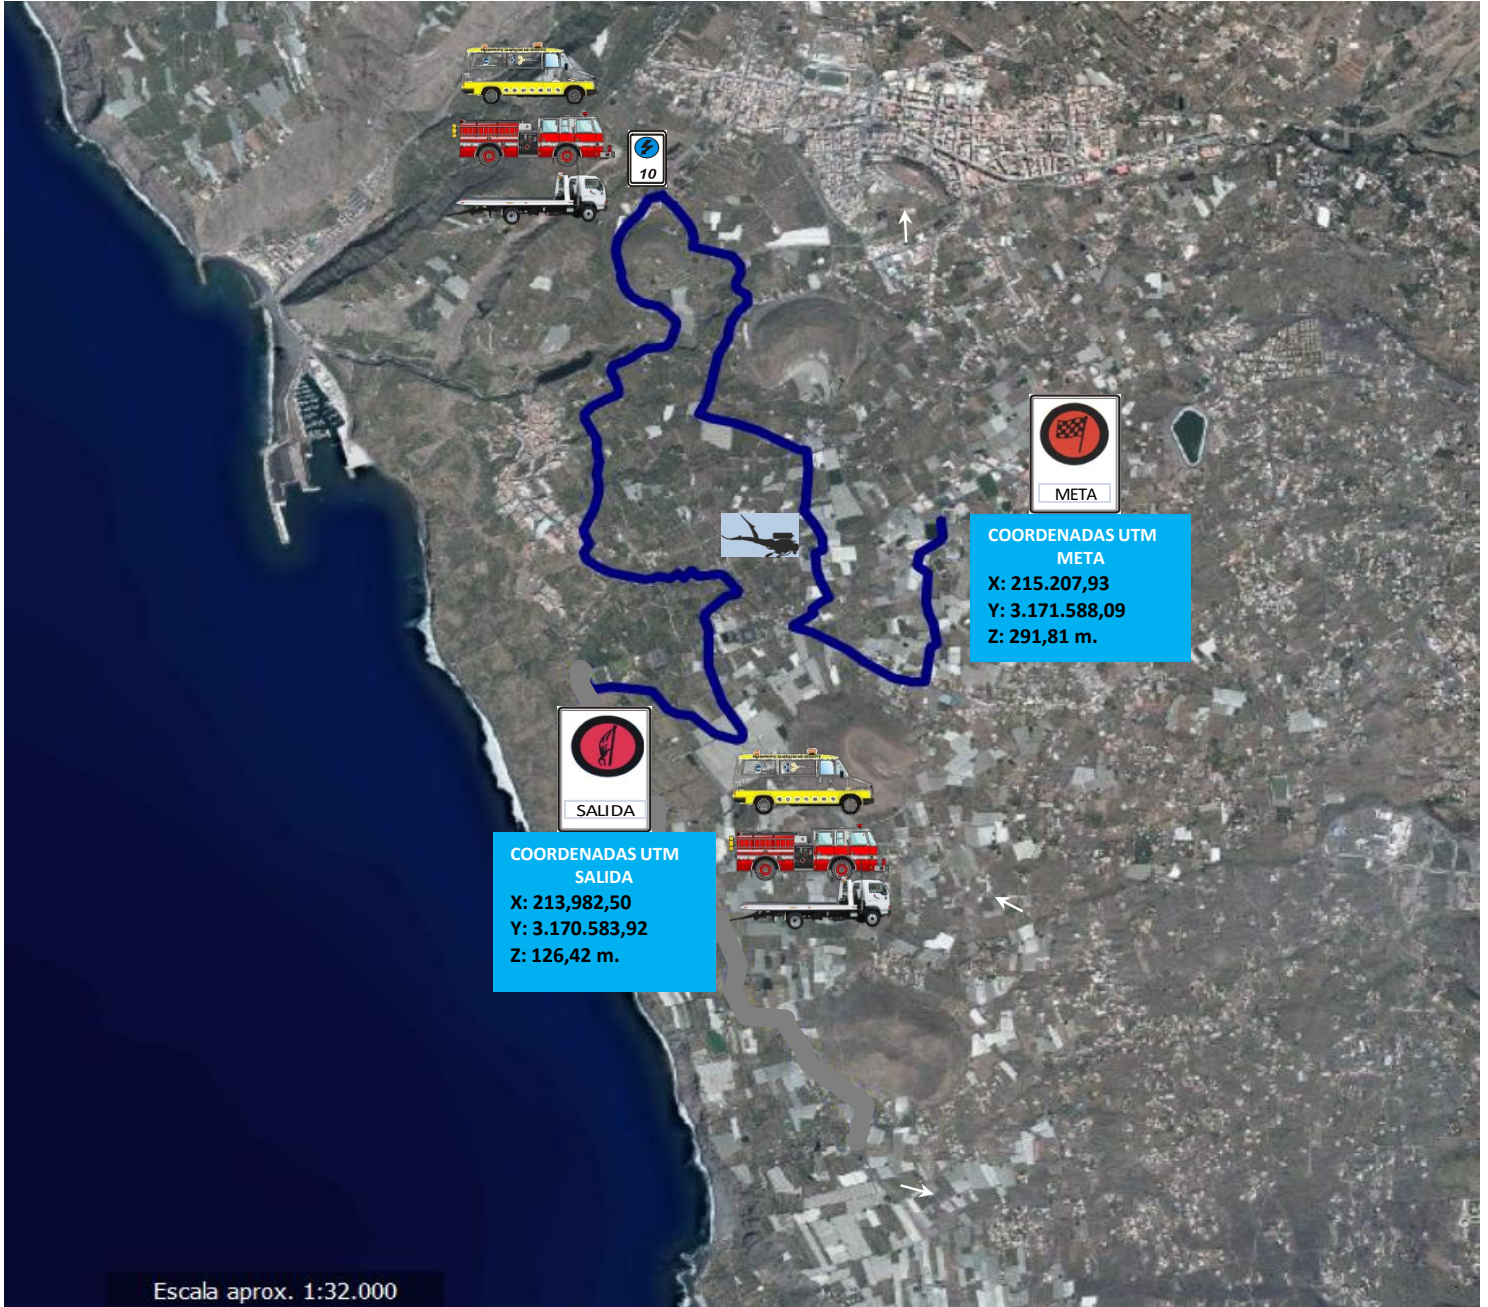 10
META
COORDENADAS UTM
META
X: 215.207,93
Y: 3.171.588,09
Z: 291,81 m.
SALIDA
COORDENADAS UTM
SALIDA
X: 213,982,50
Y: 3.170.583,92
Z: 126,42 m.
Escala aprox. 1:32.000